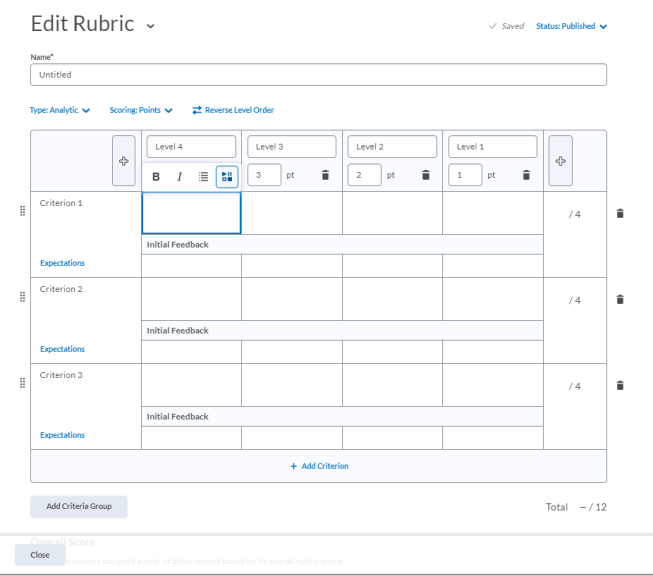 Edit Rubric
Saved
Status: Published
Name*
Untitled
Type: Analytic
Scoring: Points
Reverse Level Order
Level 4
Level 3
Level 2
Level 1
B I
3 pt
2 pt
1 pt
Criterion 1
/ 4
Initial Feedback
Expectations
Criterion 2
/ 4
Initial Feedback
Expectations
Criterion 3
/ 4
Initial Feedback
Expectations
+ Add Criterion
Add Criteria Group
Total – / 12
Overall Score
Close
is assigned a level of achievement based on its overall rubric score